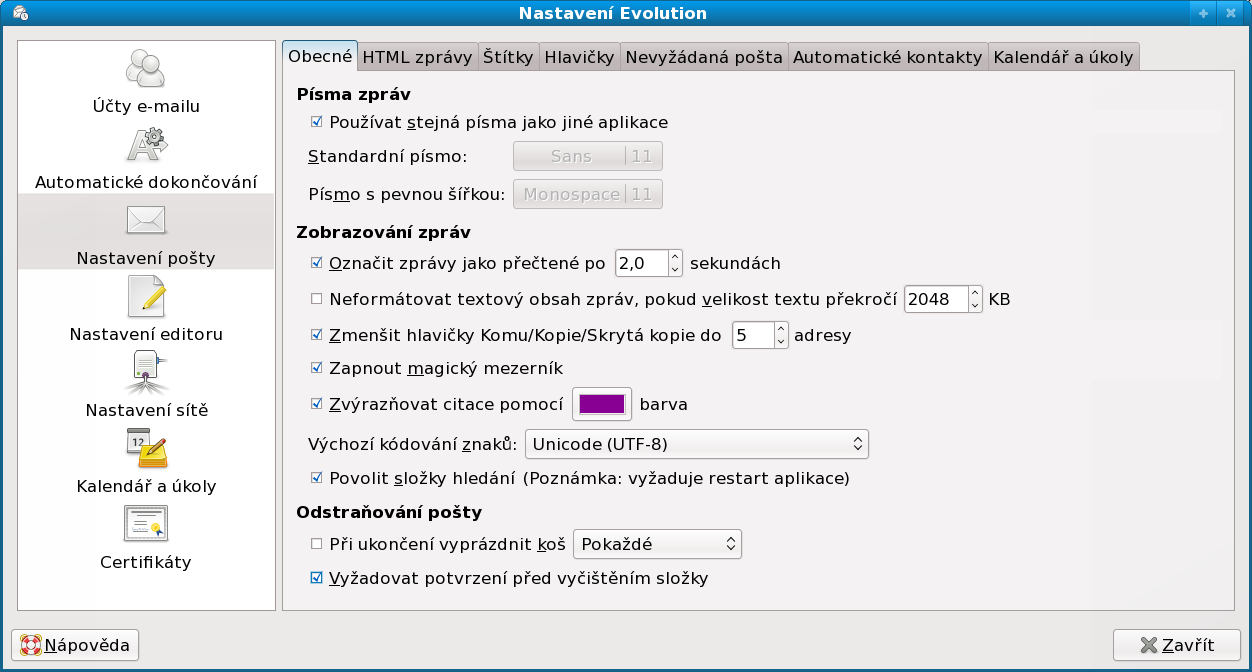 Nastavení Evolution
Účty e-mailu
Automatické dokončování
Nastavení pošty
Nastavení editoru
Nastavení sítě
12
Kalendář a úkoly
Certifikáty
Obecné HTML zprávy Štítky Hlavičky Nevyžádaná pošta Automatické kontakty Kalendář a úkoly
Písma zpráv
Používat stejná písma jako jiné aplikace
Standardní písmo: Sans 11
Písmo s pevnou šířkou: Monospace 11
Zobrazování zpráv
Označit zprávy jako přečtené po 2,0 sekundách
Neformátovat textový obsah zpráv, pokud velikost textu překročí 2048 KB
Zmenšit hlavičky Komu/Kopie/Skrytá kopie do 5 adresy
Zapnout magický mezerník
Zvýrazňovat citace pomocí barva
Výchozí kódování znaků: Unicode (UTF-8)
Povolit složky hledání (Poznámka: vyžaduje restart aplikace)
Odstraňování pošty
Při ukončení vyprázdnit koš Pokaždé
Vyžadovat potvrzení před vyčištěním složky
Nápověda Zavřít